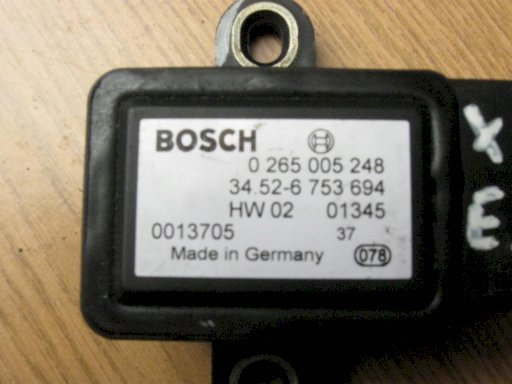 BOSCH
0 265 005 248
34.52-6 753 694
HW 02 01345
0013705 37
Made in Germany 078
X
E